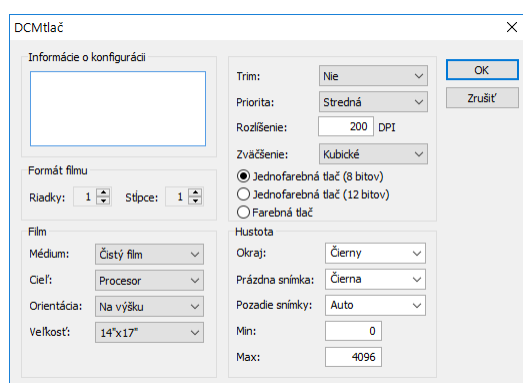 DCMtlač
Informácie o konfigurácii
Formát filmu
Riadky: 1 Stĺpce: 1
Film
Médium: Čistý film
Cieľ: Procesor
Orientácia: Na výšku
Veľkosť: 14"x17"
Trim: Nie
Priorita: Stredná
Rozlíšenie: 200 DPI
Zväčšenie: Kubické
Jednofarebná tlač (8 bitov)
Jednofarebná tlač (12 bitov)
Farebná tlač
Hustota
Okraj: Čierny
Prázdna snímka: Čierna
Pozadie snímky: Auto
Min: 0
Max: 4096
OK
Zrušiť